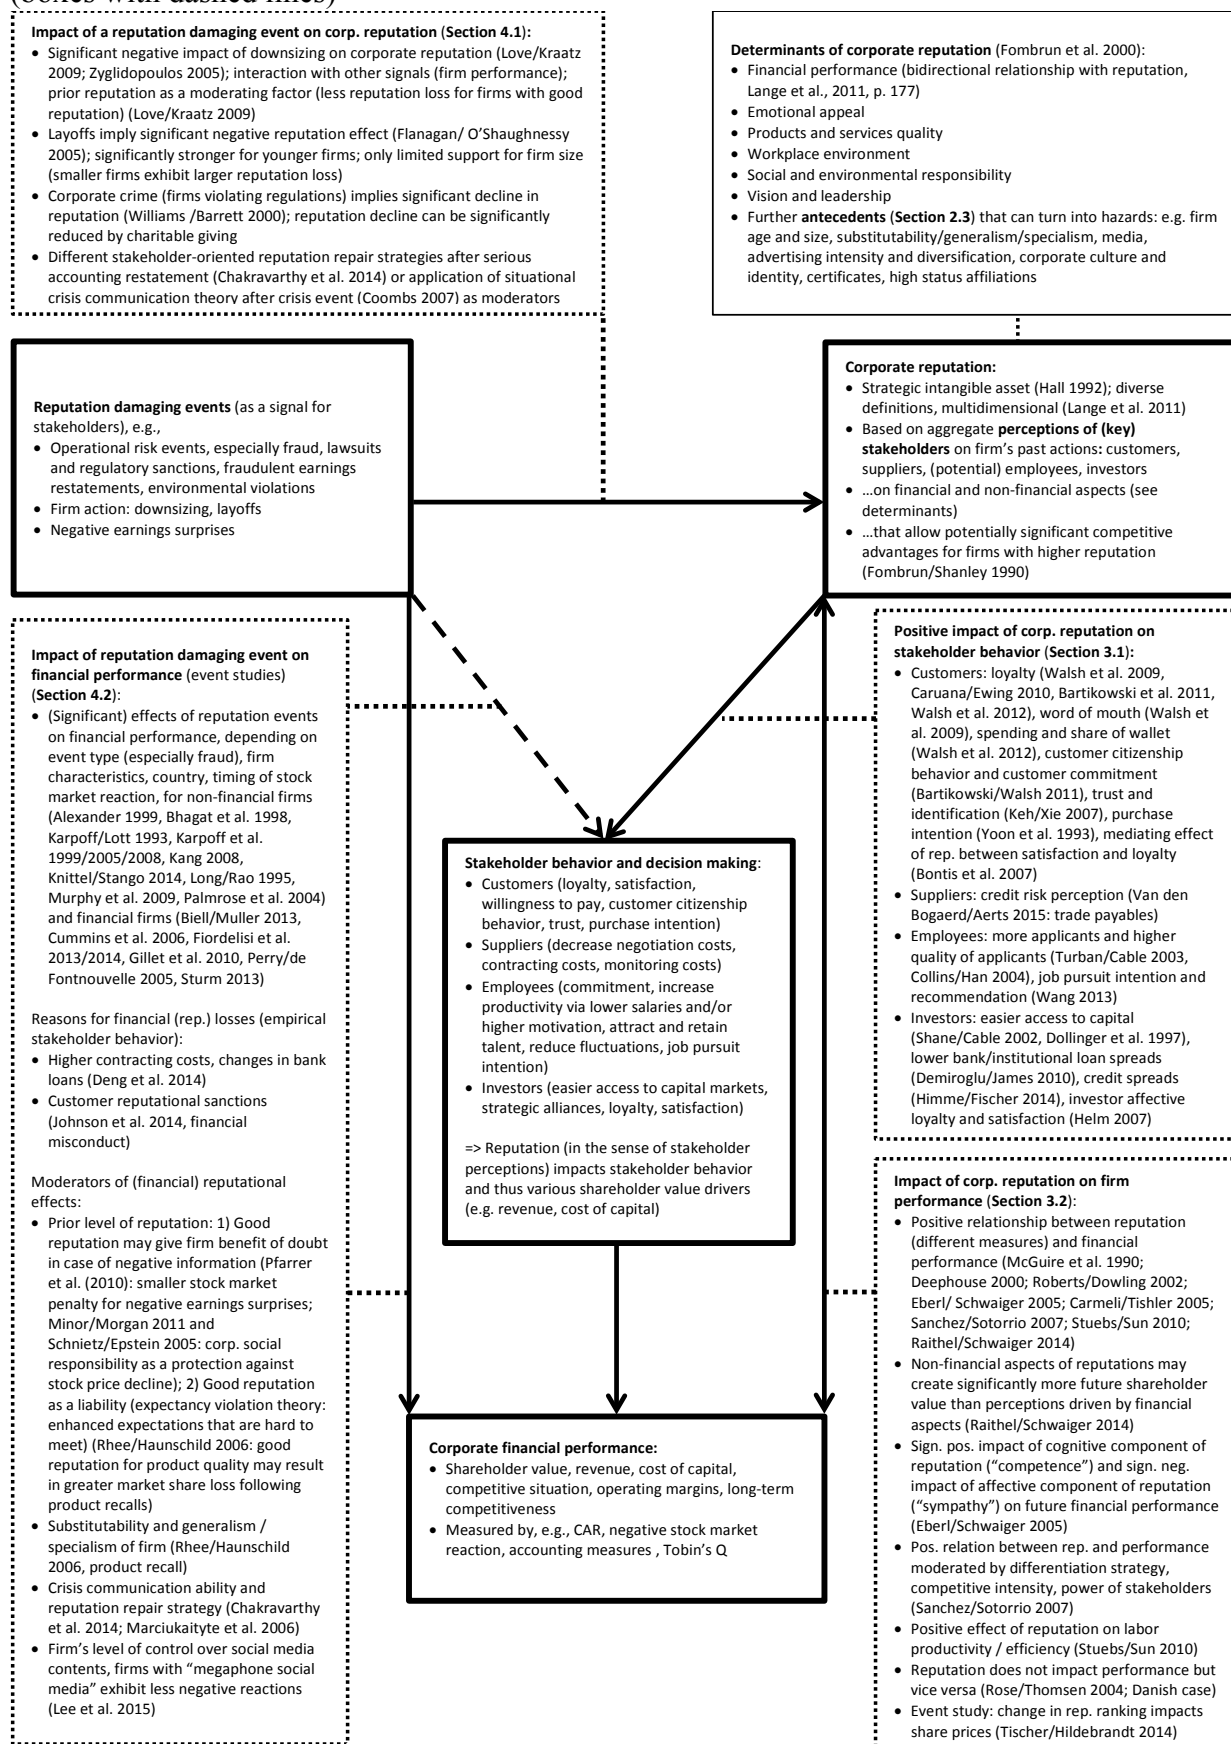 (boxes with dashed lines)
Impact of a reputation damaging event on corp. reputation (Section 4.1):
• Significant negative impact of downsizing on corporate reputation (Love/Kraatz
2009; Zyglidopoulos 2005); interaction with other signals (firm performance);
prior reputation as a moderating factor (less reputation loss for firms with good
reputation) (Love/Kraatz 2009)
• Layoffs imply significant negative reputation effect (Flanagan/ O’Shaughnessy
2005); significantly stronger for younger firms; only limited support for firm size
(smaller firms exhibit larger reputation loss)
• Corporate crime (firms violating regulations) implies significant decline in
reputation (Williams /Barrett 2000); reputation decline can be significantly
reduced by charitable giving
• Different stakeholder-oriented reputation repair strategies after serious
accounting restatement (Chakravarthy et al. 2014) or application of situational
crisis communication theory after crisis event (Coombs 2007) as moderators
Determinants of corporate reputation (Fombrun et al. 2000):
• Financial performance (bidirectional relationship with reputation,
Lange et al., 2011, p. 177)
• Emotional appeal
• Products and services quality
• Workplace environment
• Social and environmental responsibility
• Vision and leadership
• Further antecedents (Section 2.3) that can turn into hazards: e.g. firm
age and size, substitutability/generalism/specialism, media,
advertising intensity and diversification, corporate culture and
identity, certificates, high status affiliations
Reputation damaging events (as a signal for
stakeholders), e.g.,
• Operational risk events, especially fraud, lawsuits
and regulatory sanctions, fraudulent earnings
restatements, environmental violations
• Firm action: downsizing, layoffs
• Negative earnings surprises
Corporate reputation:
• Strategic intangible asset (Hall 1992); diverse
definitions, multidimensional (Lange et al. 2011)
• Based on aggregate perceptions of (key)
stakeholders on firm’s past actions: customers,
suppliers, (potential) employees, investors
• …on financial and non-financial aspects (see
determinants)
• …that allow potentially significant competitive
advantages for firms with higher reputation
(Fombrun/Shanley 1990)
Impact of reputation damaging event on
financial performance (event studies)
(Section 4.2):
• (Significant) effects of reputation events
on financial performance, depending on
event type (especially fraud), firm
characteristics, country, timing of stock
market reaction, for non-financial firms
(Alexander 1999, Bhagat et al. 1998,
Karpoff/Lott 1993, Karpoff et al.
1999/2005/2008, Kang 2008,
Knittel/Stango 2014, Long/Rao 1995,
Murphy et al. 2009, Palmrose et al. 2004)
and financial firms (Biell/Muller 2013,
Cummins et al. 2006, Fiordelisi et al.
2013/2014, Gillet et al. 2010, Perry/de
Fontnouvelle 2005, Sturm 2013)
Reasons for financial (rep.) losses (empirical
stakeholder behavior):
• Higher contracting costs, changes in bank
loans (Deng et al. 2014)
• Customer reputational sanctions
(Johnson et al. 2014, financial
misconduct)
Moderators of (financial) reputational
effects:
• Prior level of reputation: 1) Good
reputation may give firm benefit of doubt
in case of negative information (Pfarrer
et al. (2010): smaller stock market
penalty for negative earnings surprises;
Minor/Morgan 2011 and
Schnietz/Epstein 2005: corp. social
responsibility as a protection against
stock price decline); 2) Good reputation
as a liability (expectancy violation theory:
enhanced expectations that are hard to
meet) (Rhee/Haunschild 2006: good
reputation for product quality may result
in greater market share loss following
product recalls)
• Substitutability and generalism /
specialism of firm (Rhee/Haunschild
2006, product recall)
• Crisis communication ability and
reputation repair strategy (Chakravarthy
et al. 2014; Marciukaityte et al. 2006)
• Firm’s level of control over social media
contents, firms with “megaphone social
media” exhibit less negative reactions
(Lee et al. 2015)
Stakeholder behavior and decision making:
• Customers (loyalty, satisfaction,
willingness to pay, customer citizenship
behavior, trust, purchase intention)
• Suppliers (decrease negotiation costs,
contracting costs, monitoring costs)
• Employees (commitment, increase
productivity via lower salaries and/or
higher motivation, attract and retain
talent, reduce fluctuations, job pursuit
intention)
• Investors (easier access to capital markets,
strategic alliances, loyalty, satisfaction)
=> Reputation (in the sense of stakeholder
perceptions) impacts stakeholder behavior
and thus various shareholder value drivers
(e.g. revenue, cost of capital)
Corporate financial performance:
• Shareholder value, revenue, cost of capital,
competitive situation, operating margins, long-term
competitiveness
• Measured by, e.g., CAR, negative stock market
reaction, accounting measures , Tobin’s Q
Positive impact of corp. reputation on
stakeholder behavior (Section 3.1):
• Customers: loyalty (Walsh et al. 2009,
Caruana/Ewing 2010, Bartikowski et al. 2011,
Walsh et al. 2012), word of mouth (Walsh et
al. 2009), spending and share of wallet
(Walsh et al. 2012), customer citizenship
behavior and customer commitment
(Bartikowski/Walsh 2011), trust and
identification (Keh/Xie 2007), purchase
intention (Yoon et al. 1993), mediating effect
of rep. between satisfaction and loyalty
(Bontis et al. 2007)
• Suppliers: credit risk perception (Van den
Bogaerd/Aerts 2015: trade payables)
• Employees: more applicants and higher
quality of applicants (Turban/Cable 2003,
Collins/Han 2004), job pursuit intention and
recommendation (Wang 2013)
• Investors: easier access to capital
(Shane/Cable 2002, Dollinger et al. 1997),
lower bank/institutional loan spreads
(Demiroglu/James 2010), credit spreads
(Himme/Fischer 2014), investor affective
loyalty and satisfaction (Helm 2007)
Impact of corp. reputation on firm
performance (Section 3.2):
• Positive relationship between reputation
(different measures) and financial
performance (McGuire et al. 1990;
Deephouse 2000; Roberts/Dowling 2002;
Eberl/ Schwaiger 2005; Carmeli/Tishler 2005;
Sanchez/Sotorrio 2007; Stuebs/Sun 2010;
Raithel/Schwaiger 2014)
• Non-financial aspects of reputations may
create significantly more future shareholder
value than perceptions driven by financial
aspects (Raithel/Schwaiger 2014)
• Sign. pos. impact of cognitive component of
reputation (“competence”) and sign. neg.
impact of affective component of reputation
(“sympathy”) on future financial performance
(Eberl/Schwaiger 2005)
• Pos. relation between rep. and performance
moderated by differentiation strategy,
competitive intensity, power of stakeholders
(Sanchez/Sotorrio 2007)
• Positive effect of reputation on labor
productivity / efficiency (Stuebs/Sun 2010)
• Reputation does not impact performance but
vice versa (Rose/Thomsen 2004; Danish case)
• Event study: change in rep. ranking impacts
share prices (Tischer/Hildebrandt 2014)